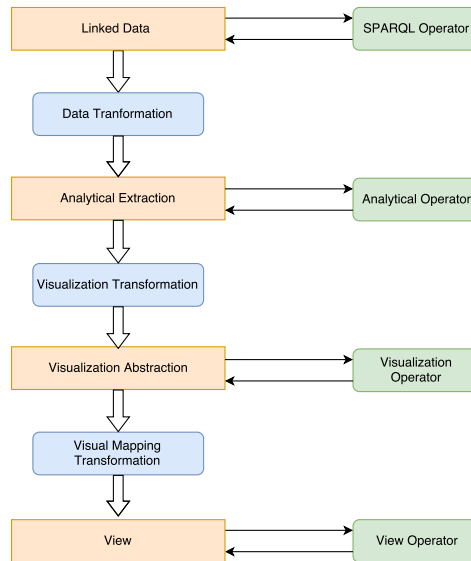 Linked Data
SPARQL Operator
Data Tranformation
Analytical Extraction
Analytical Operator
Visualization Transformation
Visualization Abstraction
Visualization
Operator
Visual Mapping
Transformation
View
View Operator